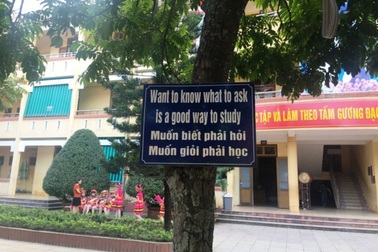 Want to know what to ask
is a good way to study
Muốn biết phải hỏi
Muốn giỏi phải học
TẬP VÀ LÀM THEO TẤM GƯƠNG ĐẠO